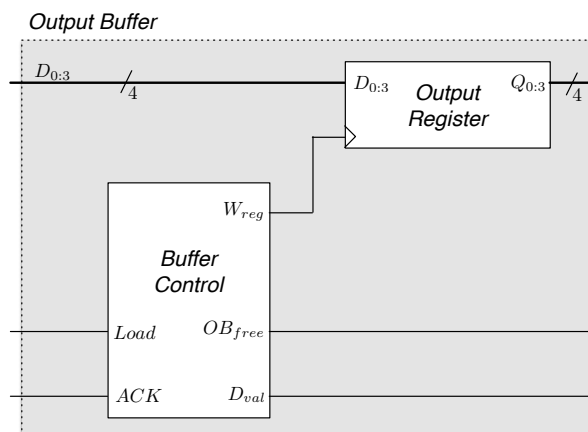 Output Buffer
D0:3
4
D0:3
Output
Register
Q0:3
4
Wreg
Buffer
Control
Load
OBfree
ACK
Dval